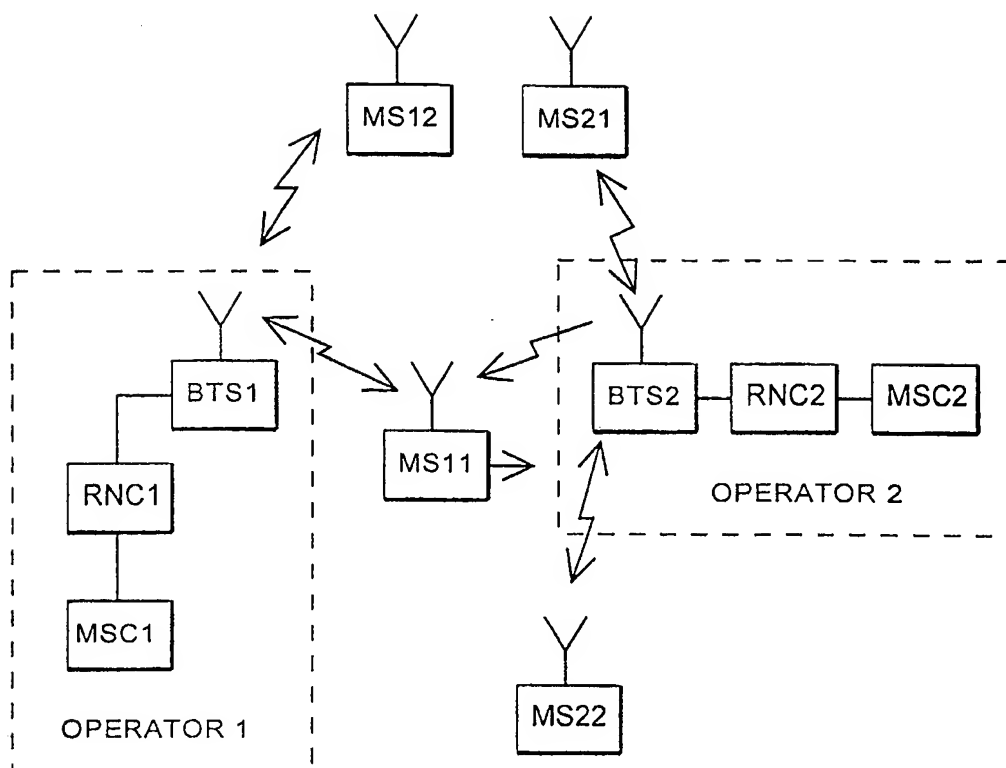 MS12
MS21
BTS1
BTS2
RNC2
MSC2
MS11
RNC1
OPERATOR 2
MSC1
MS22
OPERATOR 1